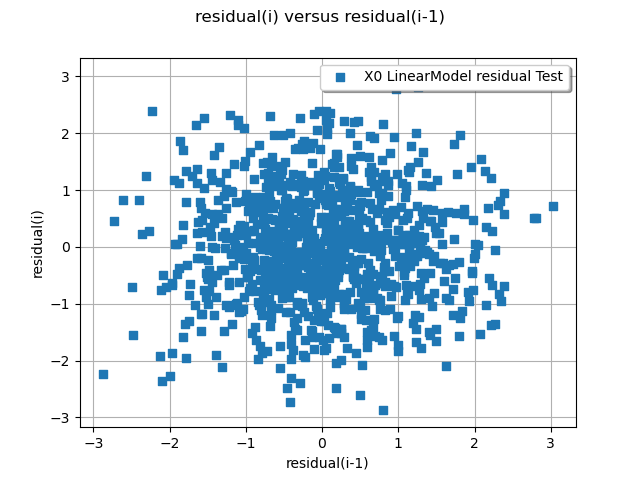 residual(i) versus residual(i-1)
X0 LinearModel residual Test
3
2
1
0
−1
−2
−3
residual(i)
−3 −2 −1 0 1 2 3
residual(i-1)